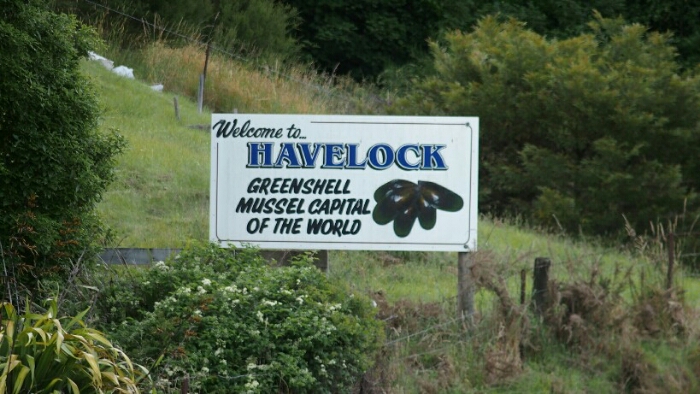 Welcome to...
HAVELOCK
GREENSHELL
MUSSEL CAPITAL
OF THE WORLD